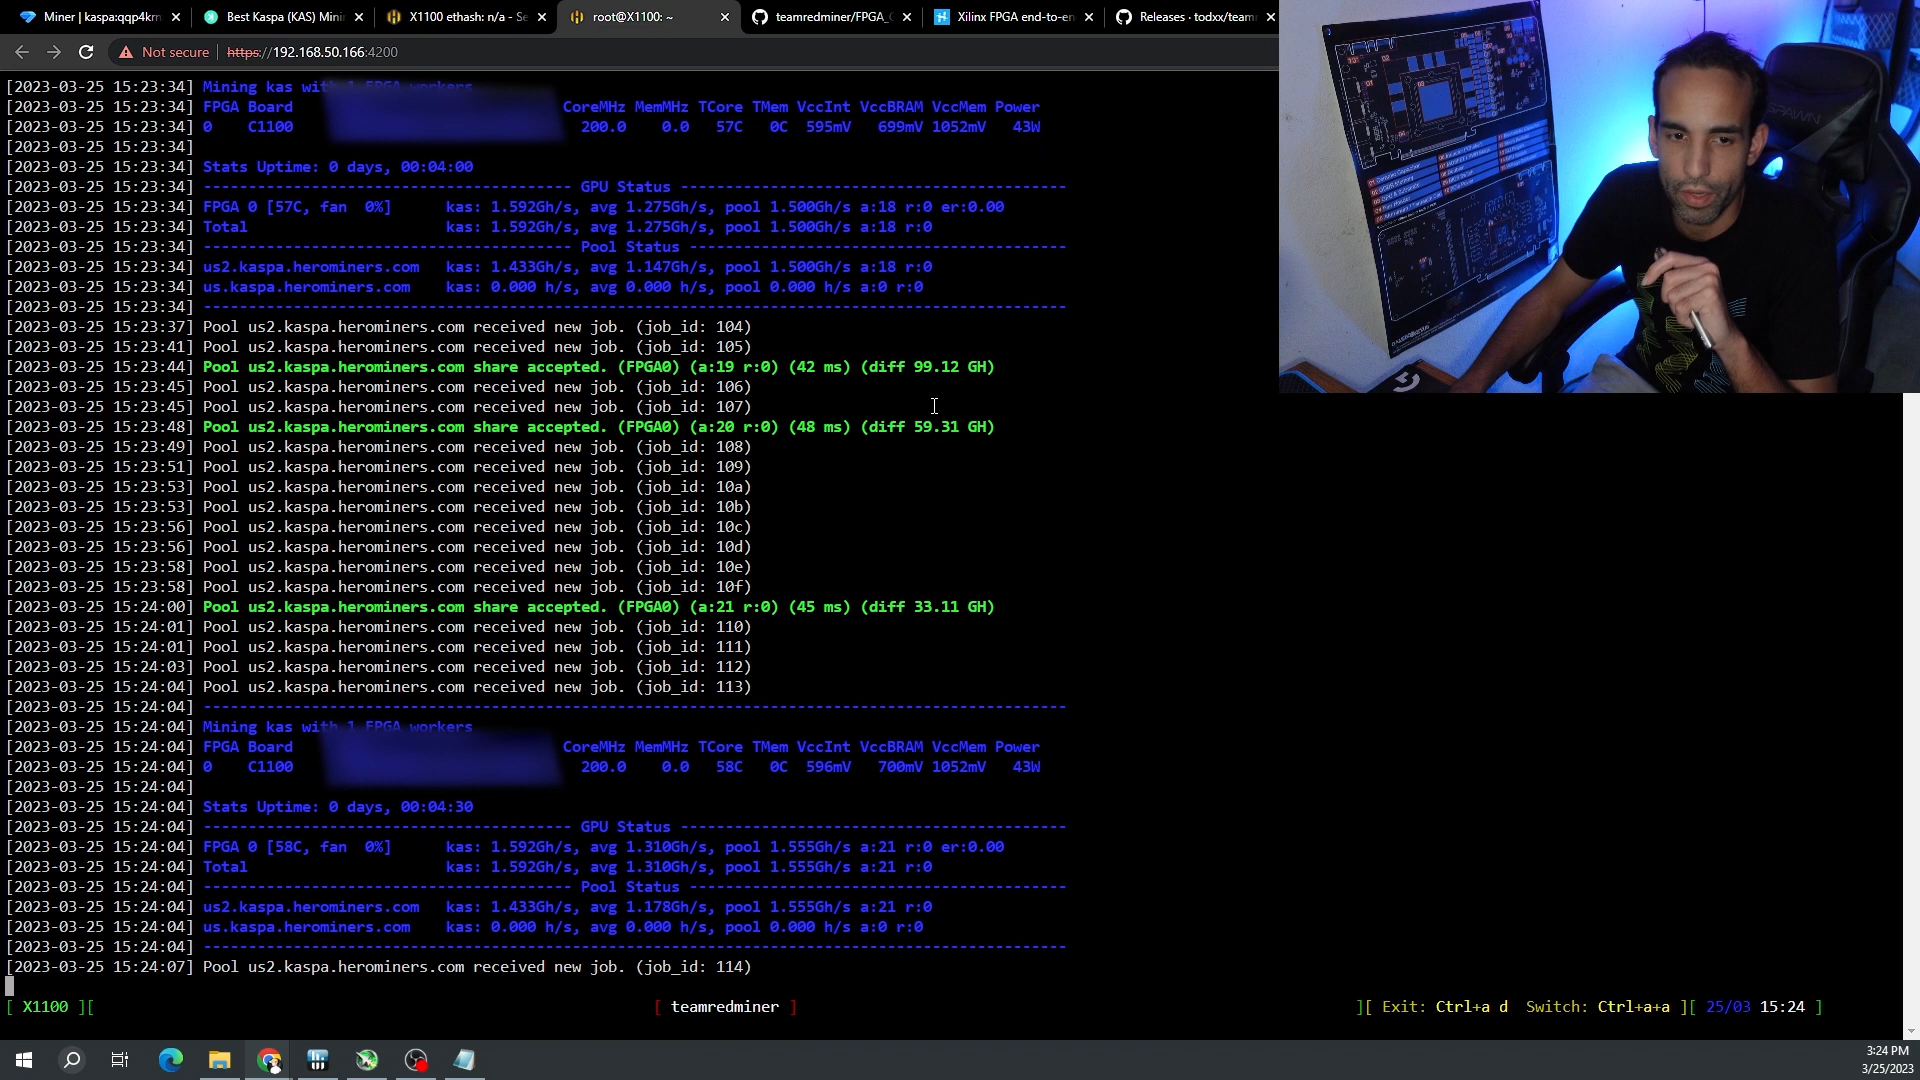 Miner | kaspa:qqp4krn
Best Kaspa (KAS) Mini
X1100 ethash: n/a - Se
root@X1100: ~
teamredminer/FPGA_
Xilinx FPGA end-to-en
Releases · todxx/team
Not secure https://192.168.50.166:4200
[2023-03-25 15:23:34] Mining kas with 1 FPGA workers
[2023-03-25 15:23:34] FPGA Board CoreMHz MemMHz TCore TMem VccInt VccBRAM VccMem Power
[2023-03-25 15:23:34] 0 C1100 200.0 0.0 57C 0C 595mV 699mV 1052mV 43W
[2023-03-25 15:23:34]
[2023-03-25 15:23:34] Stats Uptime: 0 days, 00:04:00
[2023-03-25 15:23:34] ----------------------------------------- GPU Status -------------------------------------------
[2023-03-25 15:23:34] FPGA 0 [57C, fan 0%] kas: 1.592Gh/s, avg 1.275Gh/s, pool 1.500Gh/s a:18 r:0 er:0.00
[2023-03-25 15:23:34] Total kas: 1.592Gh/s, avg 1.275Gh/s, pool 1.500Gh/s a:18 r:0
[2023-03-25 15:23:34] ----------------------------------------- Pool Status ------------------------------------------
[2023-03-25 15:23:34] us2.kaspa.herominers.com kas: 1.433Gh/s, avg 1.147Gh/s, pool 1.500Gh/s a:18 r:0
[2023-03-25 15:23:34] us.kaspa.herominers.com kas: 0.000 h/s, avg 0.000 h/s, pool 0.000 h/s a:0 r:0
[2023-03-25 15:23:34] ------------------------------------------------------------------------------------------------
[2023-03-25 15:23:37] Pool us2.kaspa.herominers.com received new job. (job_id: 104)
[2023-03-25 15:23:41] Pool us2.kaspa.herominers.com received new job. (job_id: 105)
[2023-03-25 15:23:44] Pool us2.kaspa.herominers.com share accepted. (FPGA0) (a:19 r:0) (42 ms) (diff 99.12 GH)
[2023-03-25 15:23:45] Pool us2.kaspa.herominers.com received new job. (job_id: 106)
[2023-03-25 15:23:45] Pool us2.kaspa.herominers.com received new job. (job_id: 107)
[2023-03-25 15:23:48] Pool us2.kaspa.herominers.com share accepted. (FPGA0) (a:20 r:0) (48 ms) (diff 59.31 GH)
[2023-03-25 15:23:49] Pool us2.kaspa.herominers.com received new job. (job_id: 108)
[2023-03-25 15:23:51] Pool us2.kaspa.herominers.com received new job. (job_id: 109)
[2023-03-25 15:23:53] Pool us2.kaspa.herominers.com received new job. (job_id: 10a)
[2023-03-25 15:23:53] Pool us2.kaspa.herominers.com received new job. (job_id: 10b)
[2023-03-25 15:23:56] Pool us2.kaspa.herominers.com received new job. (job_id: 10c)
[2023-03-25 15:23:56] Pool us2.kaspa.herominers.com received new job. (job_id: 10d)
[2023-03-25 15:23:58] Pool us2.kaspa.herominers.com received new job. (job_id: 10e)
[2023-03-25 15:23:58] Pool us2.kaspa.herominers.com received new job. (job_id: 10f)
[2023-03-25 15:24:00] Pool us2.kaspa.herominers.com share accepted. (FPGA0) (a:21 r:0) (45 ms) (diff 33.11 GH)
[2023-03-25 15:24:01] Pool us2.kaspa.herominers.com received new job. (job_id: 110)
[2023-03-25 15:24:01] Pool us2.kaspa.herominers.com received new job. (job_id: 111)
[2023-03-25 15:24:03] Pool us2.kaspa.herominers.com received new job. (job_id: 112)
[2023-03-25 15:24:04] Pool us2.kaspa.herominers.com received new job. (job_id: 113)
[2023-03-25 15:24:04] ------------------------------------------------------------------------------------------------
[2023-03-25 15:24:04] Mining kas with 1 FPGA workers
[2023-03-25 15:24:04] FPGA Board CoreMHz MemMHz TCore TMem VccInt VccBRAM VccMem Power
[2023-03-25 15:24:04] 0 C1100 200.0 0.0 58C 0C 596mV 700mV 1052mV 43W
[2023-03-25 15:24:04]
[2023-03-25 15:24:04] Stats Uptime: 0 days, 00:04:30
[2023-03-25 15:24:04] ----------------------------------------- GPU Status -------------------------------------------
[2023-03-25 15:24:04] FPGA 0 [58C, fan 0%] kas: 1.592Gh/s, avg 1.310Gh/s, pool 1.555Gh/s a:21 r:0 er:0.00
[2023-03-25 15:24:04] Total kas: 1.592Gh/s, avg 1.310Gh/s, pool 1.555Gh/s a:21 r:0
[2023-03-25 15:24:04] ----------------------------------------- Pool Status ------------------------------------------
[2023-03-25 15:24:04] us2.kaspa.herominers.com kas: 1.433Gh/s, avg 1.178Gh/s, pool 1.555Gh/s a:21 r:0
[2023-03-25 15:24:04] us.kaspa.herominers.com kas: 0.000 h/s, avg 0.000 h/s, pool 0.000 h/s a:0 r:0
[2023-03-25 15:24:04] ------------------------------------------------------------------------------------------------
[2023-03-25 15:24:07] Pool us2.kaspa.herominers.com received new job. (job_id: 114)
[ X1100 ][ [ teamredminer ] ][ Exit: Ctrl+a d Switch: Ctrl+a+a ][ 25/03 15:24 ]
3:24 PM
3/25/2023